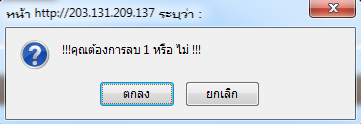 หน้า http://203.131.209.137 ระบุว่า :
!!!คุณต้องการลบ 1 หรือ ไม่ !!!
ตกลง
ยกเลิก